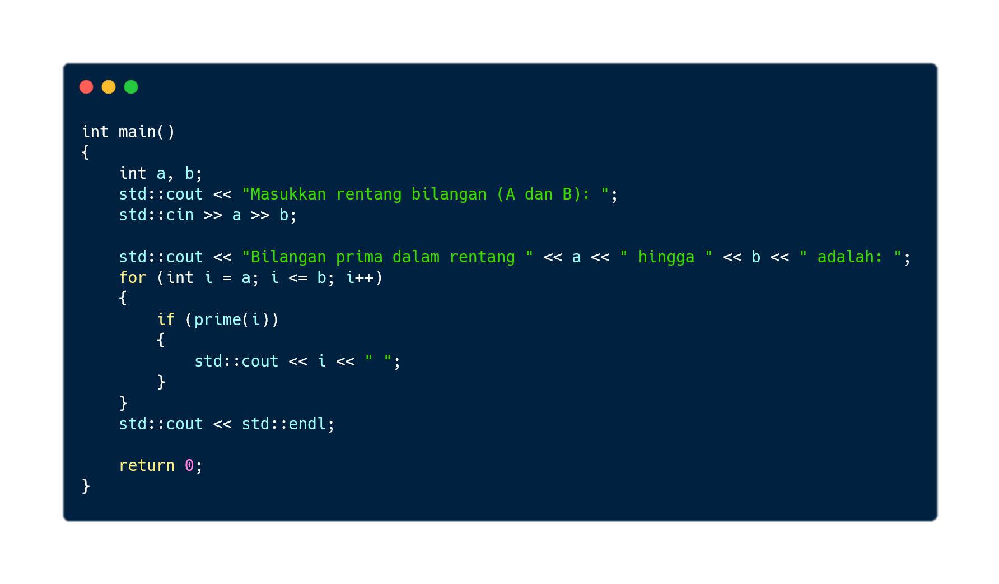 int main()
{
    int a, b;
    std::cout << "Masukkan rentang bilangan (A dan B): ";
    std::cin >> a >> b;

    std::cout << "Bilangan prima dalam rentang " << a << " hingga " << b << " adalah: ";
    for (int i = a; i <= b; i++)
    {
        if (prime(i))
        {
            std::cout << i << " ";
        }
    }
    std::cout << std::endl;

    return 0;
}